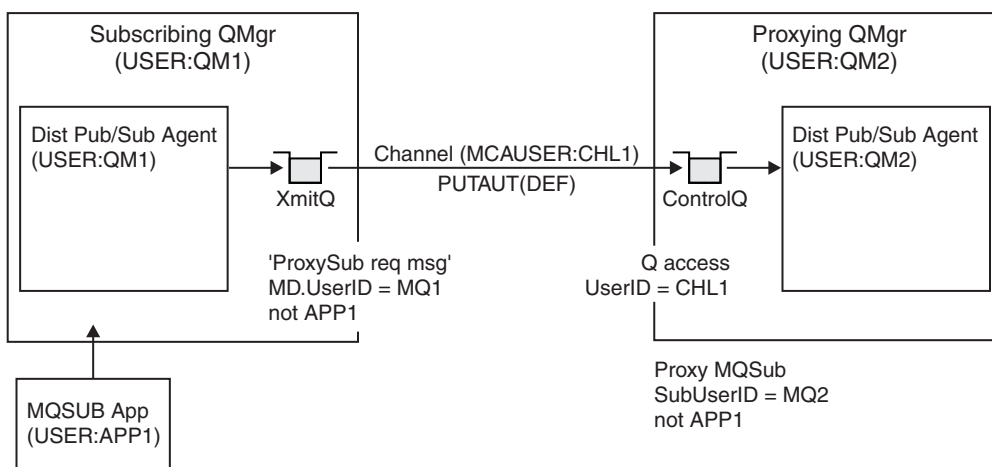 Subscribing QMgr
(USER:QM1)
Dist Pub/Sub Agent
(USER:QM1)
XmitQ
Channel (MCAUSER:CHL1)
PUTAUT(DEF)
Proxying QMgr
(USER:QM2)
ControlQ
Dist Pub/Sub Agent
(USER:QM2)
'ProxySub req msg'
MD.UserID = MQ1
not APP1
Q access
UserID = CHL1
MQSUB App
(USER:APP1)
Proxy MQSub
SubUserID = MQ2
not APP1